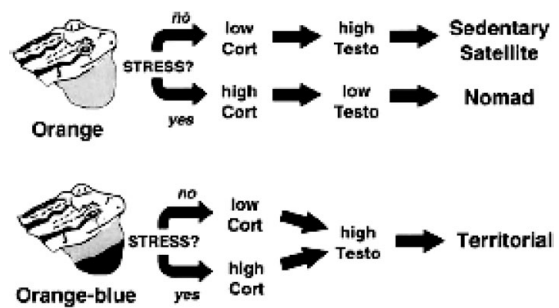 no
low
Cort
high
Testo
Sedentary
Satellite
STRESS?
Orange
yes
high
Cort
low
Testo
Nomad
no
low
Cort
STRESS?
high
Testo
Territorial
Orange-blue
yes
high
Cort